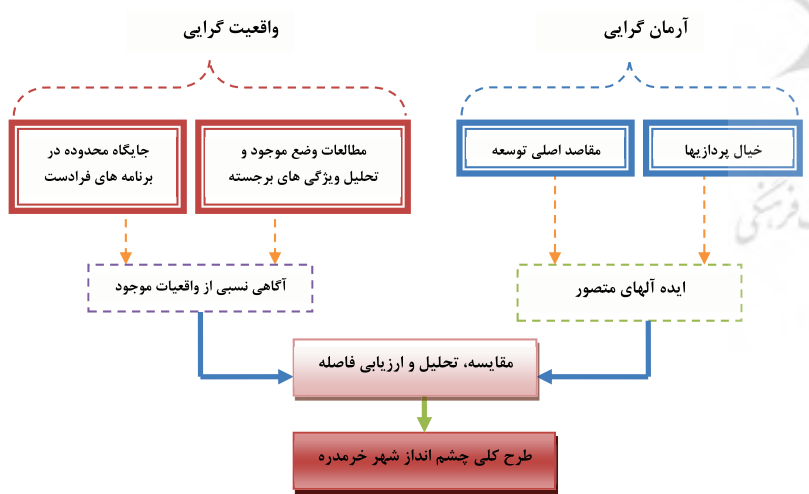 آرمان گرایی
واقعیت گرایی
خیال پردازیها
مقاصد اصلی توسعه
مطالعات وضع موجود و
تحلیل ویژگی های برجسته
جایگاه محدوده در
برنامه های فرادست
ایده آلهای متصور
آگاهی نسبی از واقعیات موجود
مقایسه، تحلیل و ارزیابی فاصله
طرح کلی چشم انداز شهر خرمدره